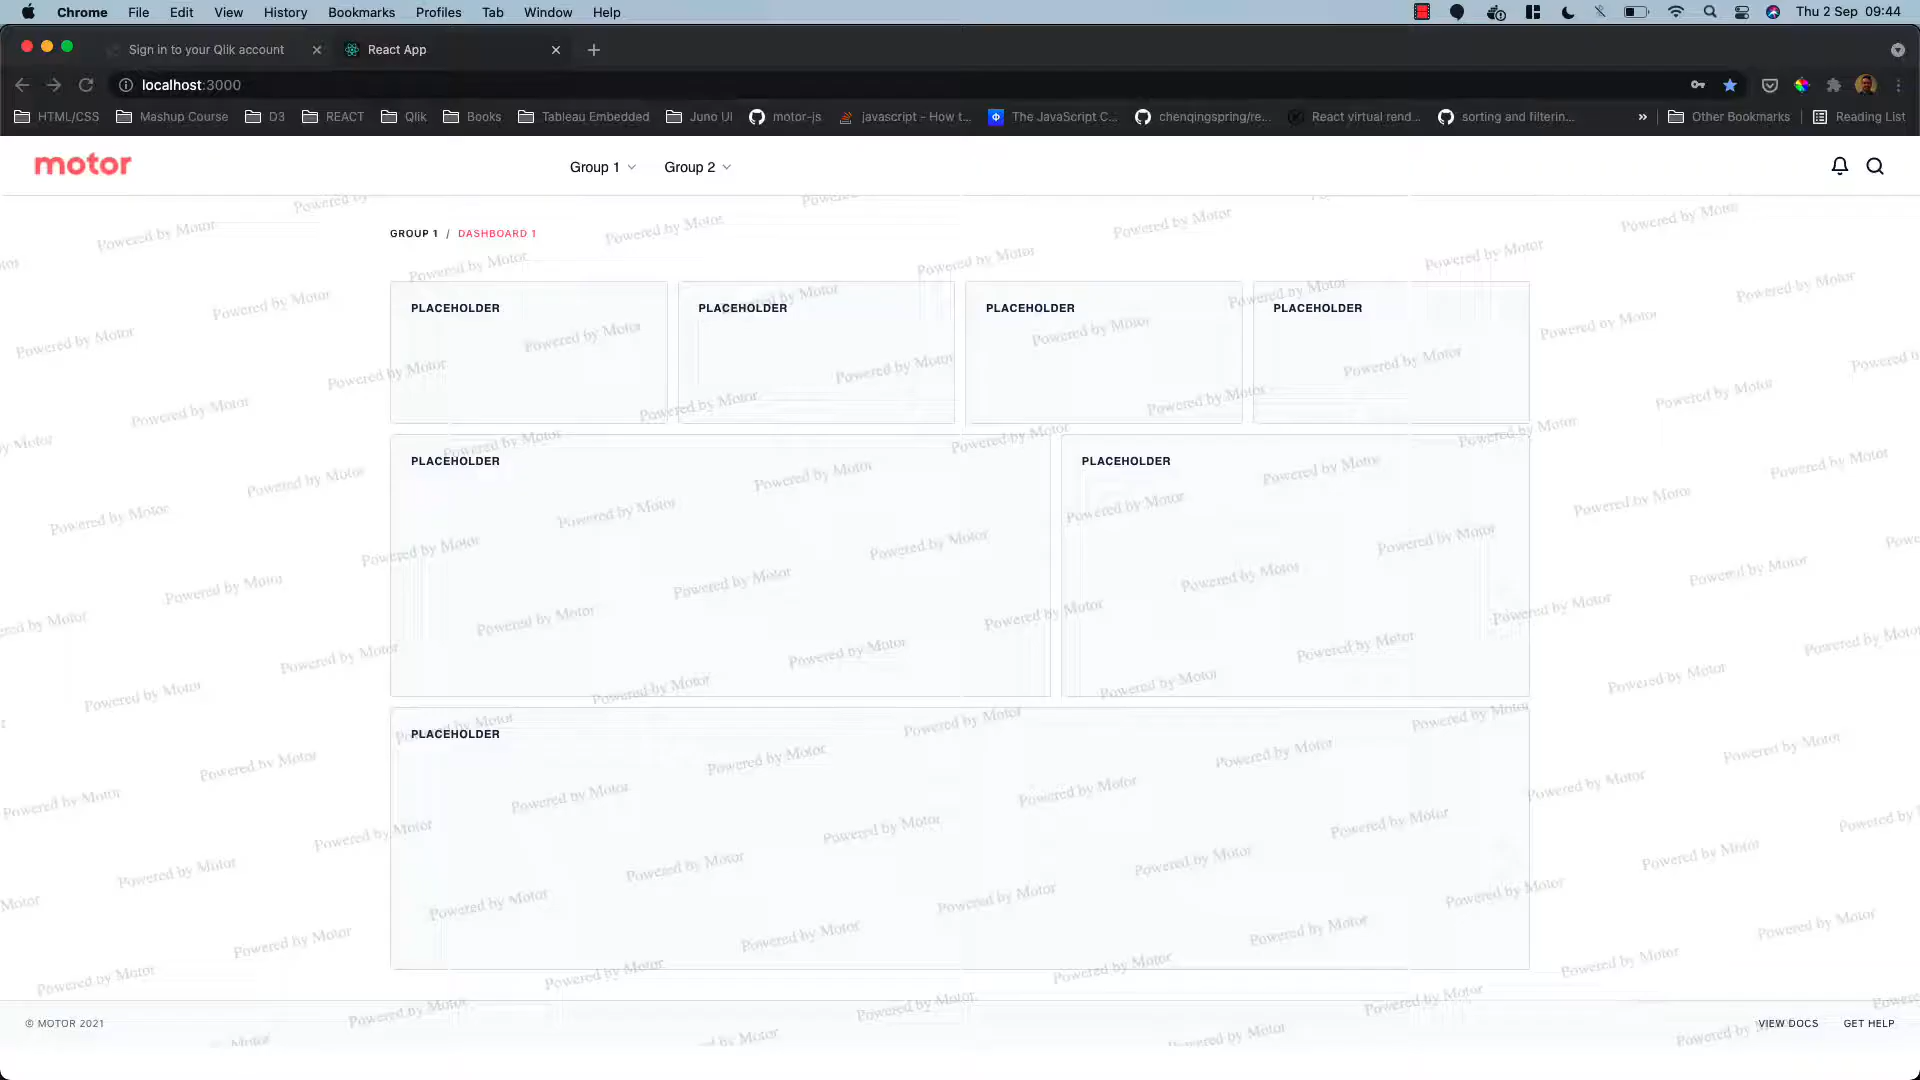 Chrome File Edit View History Bookmarks Profiles Tab Window Help Thu 2 Sep 09:44
Sign in to your Qlik account React App
localhost:3000
HTML/CSS Mashup Course D3 REACT Qlik Books Tableau Embedded Juno UI motor-js javascript - How t... The JavaScript C... chenqingspring/re... React virtual rend... sorting and filterin... » Other Bookmarks Reading List
motor Group 1 Group 2
GROUP 1 / DASHBOARD 1
PLACEHOLDER PLACEHOLDER PLACEHOLDER PLACEHOLDER
PLACEHOLDER PLACEHOLDER
PLACEHOLDER
Powered by Motor
© MOTOR 2021 VIEW DOCS GET HELP